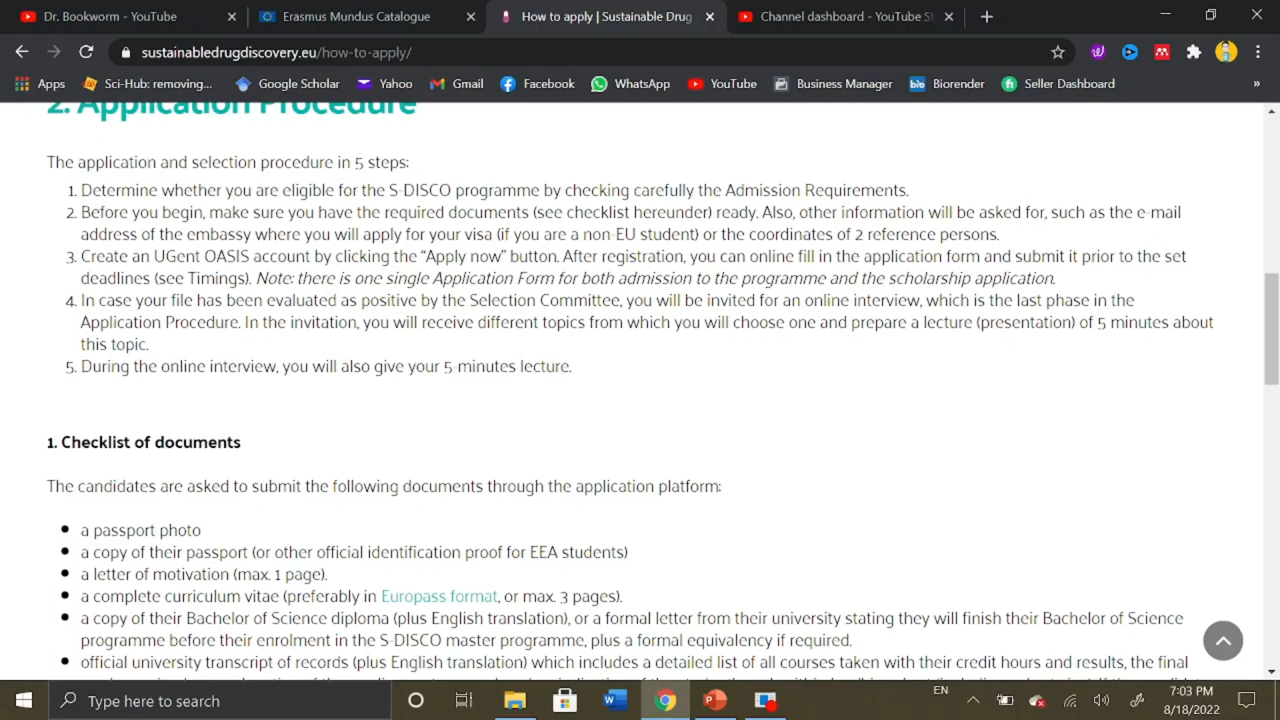 Dr. Bookworm - YouTube
Erasmus Mundus Catalogue
How to apply | Sustainable Drug
Channel dashboard - YouTube St
sustainabledrugdiscovery.eu/how-to-apply/
Apps
Sci-Hub: removing...
Google Scholar
Yahoo
Gmail
Facebook
WhatsApp
YouTube
Business Manager
bio Biorender
Seller Dashboard
»
2. Application Procedure
The application and selection procedure in 5 steps:
1. Determine whether you are eligible for the S-DISCO programme by checking carefully the Admission Requirements.
2. Before you begin, make sure you have the required documents (see checklist hereunder) ready. Also, other information will be asked for, such as the e-mail
address of the embassy where you will apply for your visa (if you are a non-EU student) or the coordinates of 2 reference persons.
3. Create an UGent OASIS account by clicking the “Apply now” button. After registration, you can online fill in the application form and submit it prior to the set
deadlines (see Timings). Note: there is one single Application Form for both admission to the programme and the scholarship application.
4. In case your file has been evaluated as positive by the Selection Committee, you will be invited for an online interview, which is the last phase in the
Application Procedure. In the invitation, you will receive different topics from which you will choose one and prepare a lecture (presentation) of 5 minutes about
this topic.
5. During the online interview, you will also give your 5-minutes lecture.
1. Checklist of documents
The candidates are asked to submit the following documents through the application platform:
• a passport photo
• a copy of their passport (or other official identification proof for EEA students)
• a letter of motivation (max. 1 page).
• a complete curriculum vitae (preferably in Europass format, or max. 3 pages).
• a copy of their Bachelor of Science diploma (plus English translation), or a formal letter from their university stating they will finish their Bachelor of Science
programme before their enrolment in the S-DISCO master programme, plus a formal equivalency if required.
• official university transcript of records (plus English translation) which includes a detailed list of all courses taken with their credit hours and results, the final
Type here to search
EN
7:03 PM
8/18/2022